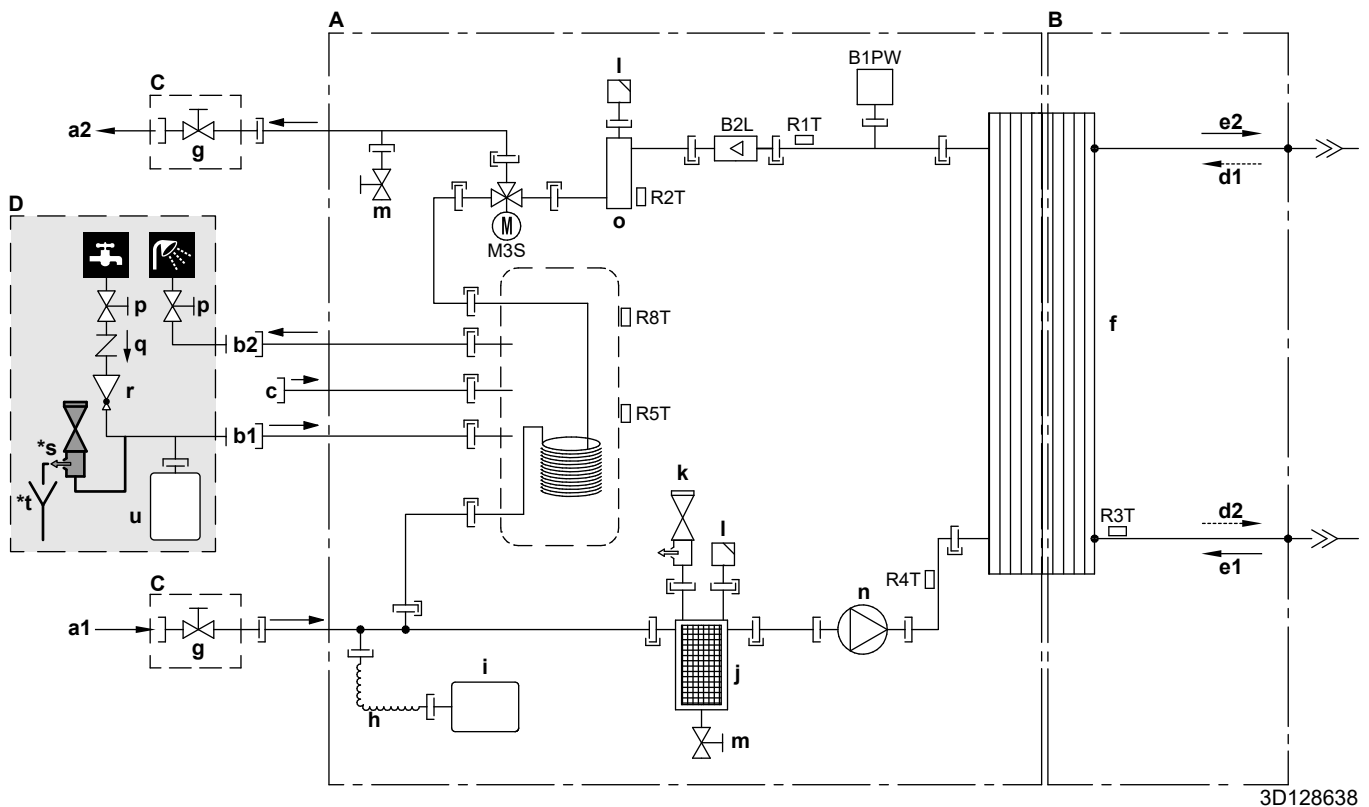 A
B
C
a2
g
l
B1PW
B2L
R1T
e2
d1
m
M
M3S
o
R2T
D
p
p
q
r
b2
c
b1
*s
*t
u
R8T
R5T
f
k
l
R4T
n
R3T
d2
e1
C
a1
g
h
i
j
m
3D128638